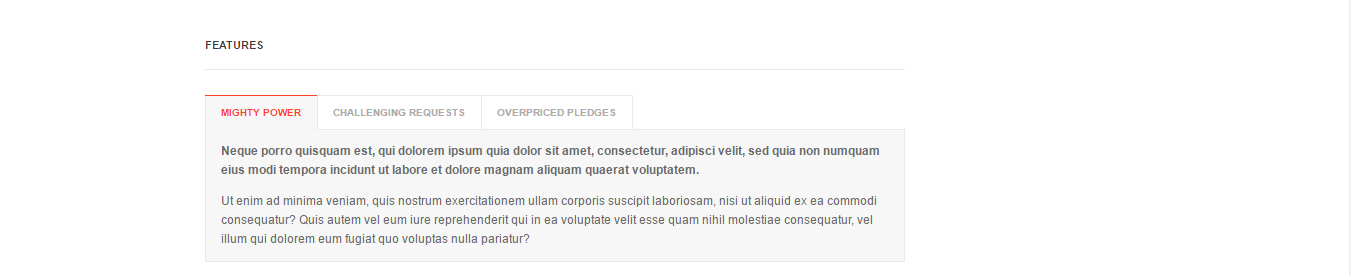 FEATURES
MIGHTY POWER
CHALLENGING REQUESTS
OVERPRICED PLEDGES
Neque porro quisquam est, qui dolorem ipsum quia dolor sit amet, consectetur, adipisci velit, sed quia non numquam
eius modi tempora incidunt ut labore et dolore magnam aliquam quaerat voluptatem.
Ut enim ad minima veniam, quis nostrum exercitationem ullam corporis suscipit laboriosam, nisi ut aliquid ex ea commodi
consequatur? Quis autem vel eum iure reprehenderit qui in ea voluptate velit esse quam nihil molestiae consequatur, vel
illum qui dolorem eum fugiat quo voluptas nulla pariatur?